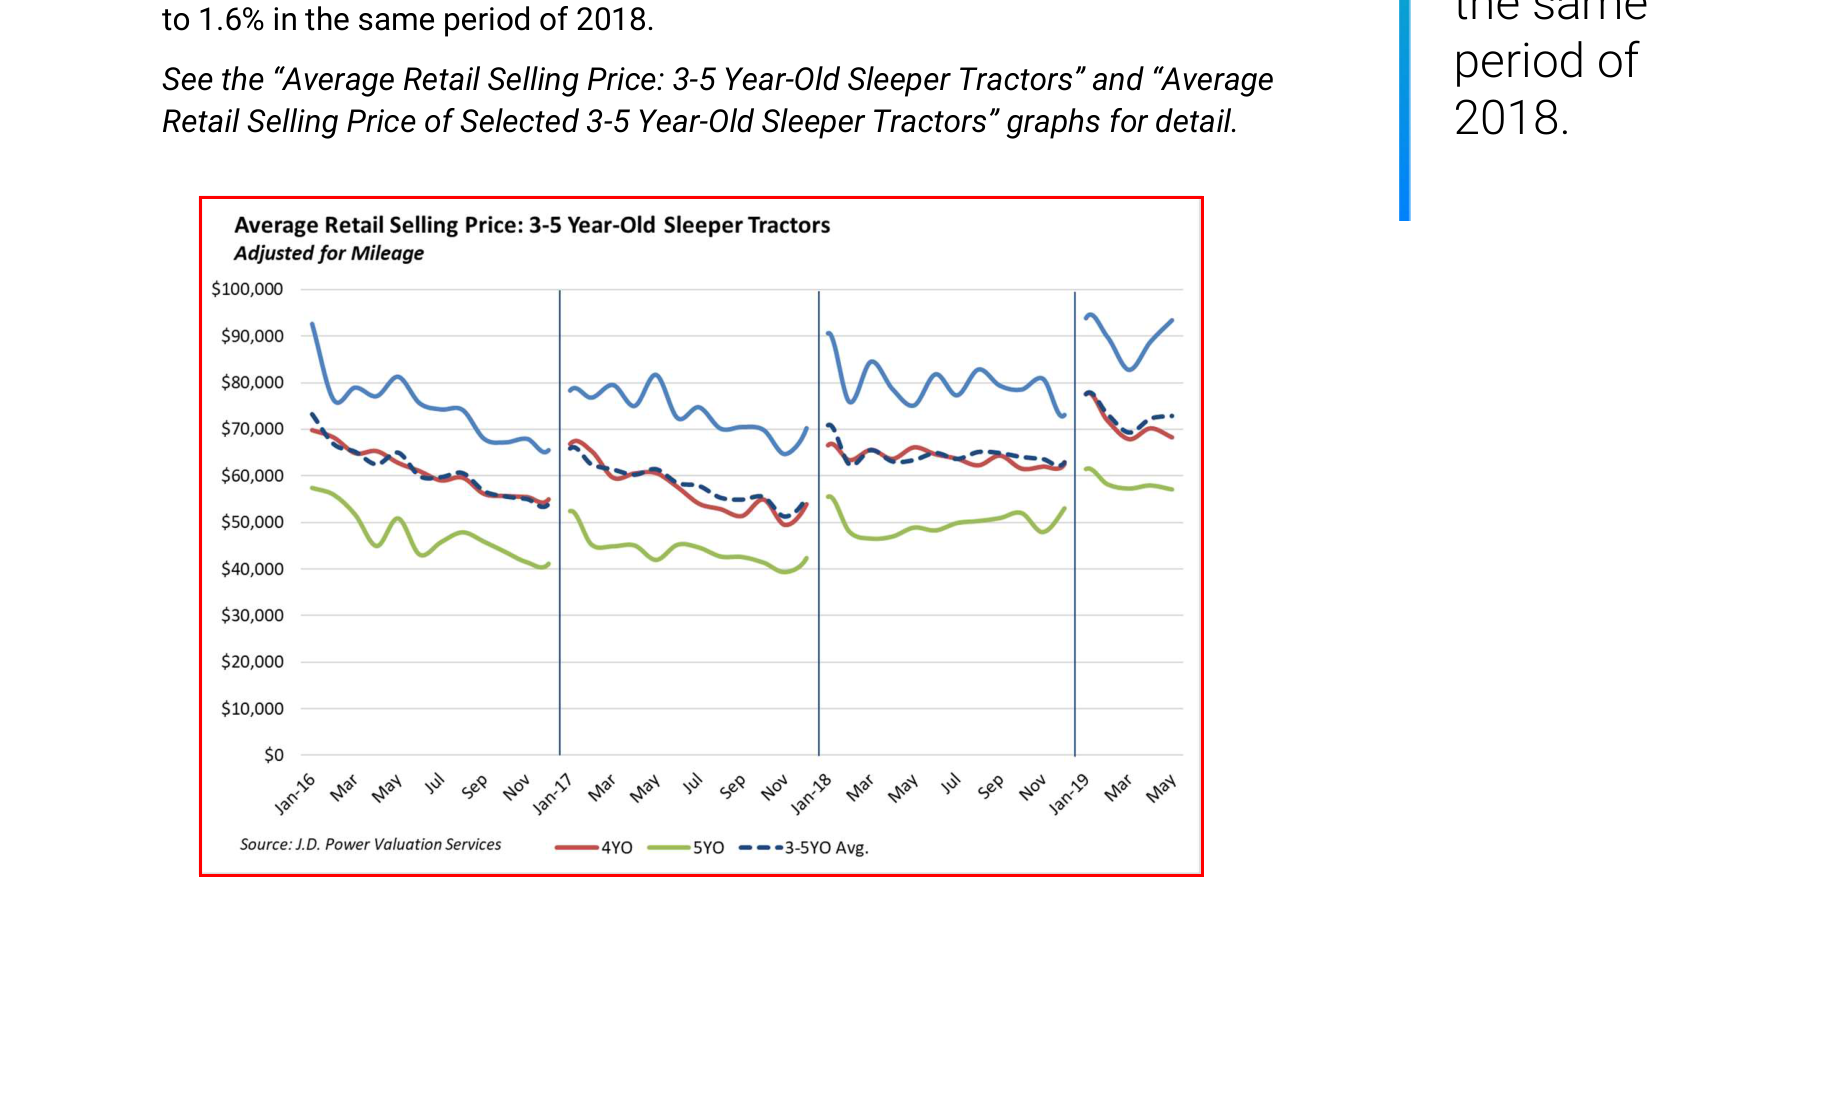 to 1.6% in the same period of 2018.
See the “Average Retail Selling Price: 3-5 Year-Old Sleeper Tractors” and “Average
Retail Selling Price of Selected 3-5 Year-Old Sleeper Tractors” graphs for detail.
the same
period of
2018.
Average Retail Selling Price: 3-5 Year-Old Sleeper Tractors
Adjusted for Mileage
$100,000
$90,000
$80,000
$70,000
$60,000
$50,000
$40,000
$30,000
$20,000
$10,000
$0
Jan-16 Mar May Jul Sep Nov Jan-17 Mar May Jul Sep Nov Jan-18 Mar May Jul Sep Nov Jan-19 Mar May
Source: J.D. Power Valuation Services 4YO 5YO 3-5YO Avg.